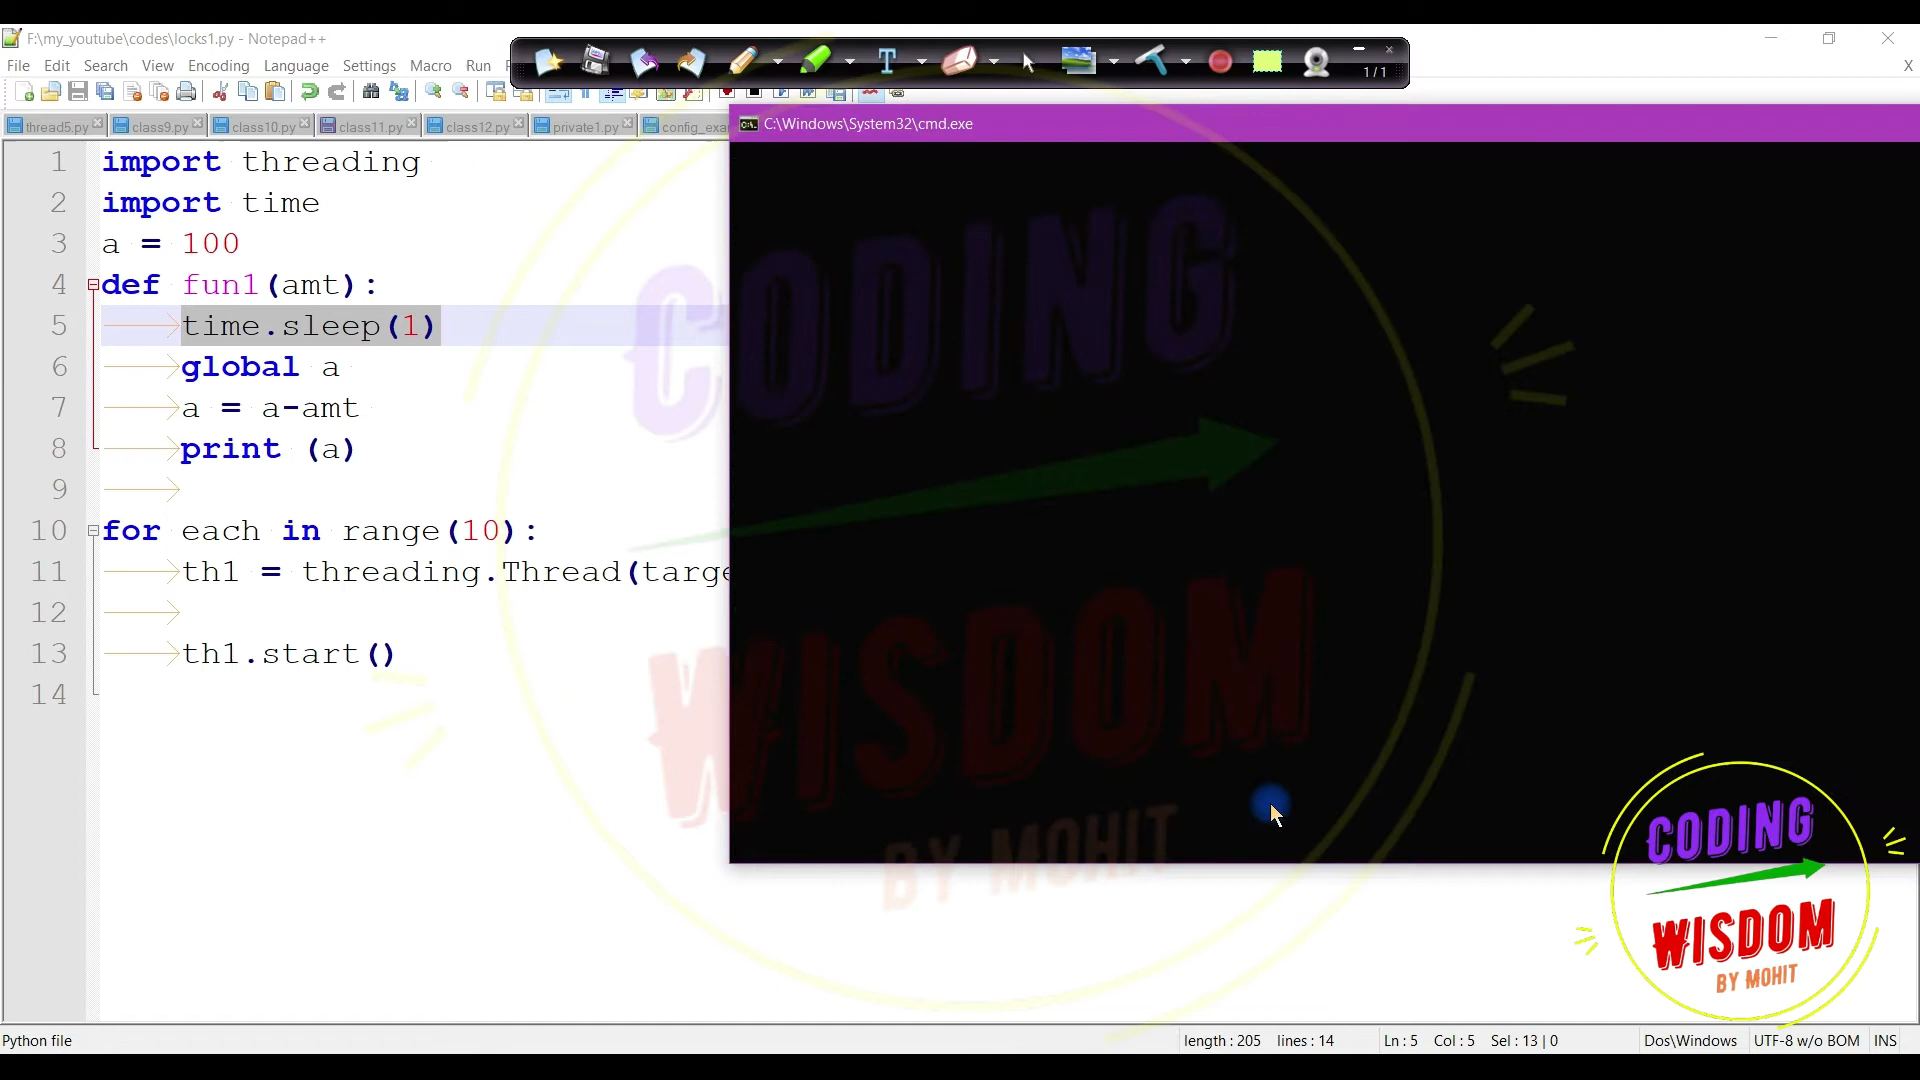 F:\my_youtube\codes\locks1.py - Notepad++
File Edit Search View Encoding Language Settings Macro Run
1/1
X
thread5.py class9.py class10.py class11.py class12.py private1.py config_exa
C:\Windows\System32\cmd.exe
1 import threading
2 import time
3 a = 100
4 def fun1(amt):
5 time.sleep(1)
6 global a
7 a = a-amt
8 print (a)
9
10 for each in range(10):
11 th1 = threading.Thread(targe
12
13 th1.start()
14
CODING
WISDOM
BY MOHIT
CODING
WISDOM
BY MOHIT
Python file length : 205 lines : 14 Ln : 5 Col : 5 Sel : 13 | 0 Dos\Windows UTF-8 w/o BOM INS